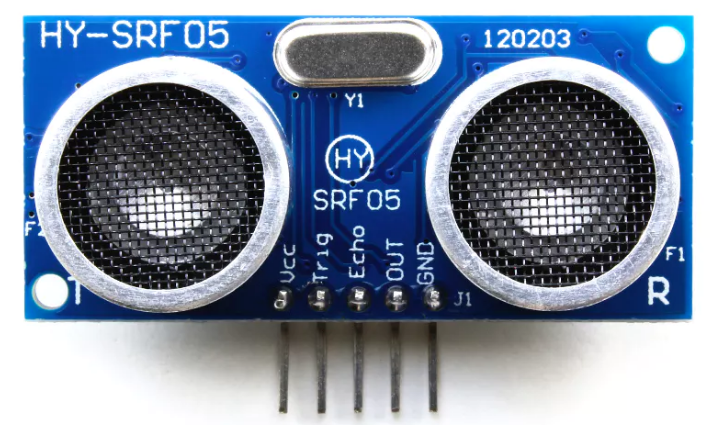 HY-SRF05
120203
Y1
HY
SRF05
Vcc
Trig
Echo
OUT
GND
J1
F1
T
R